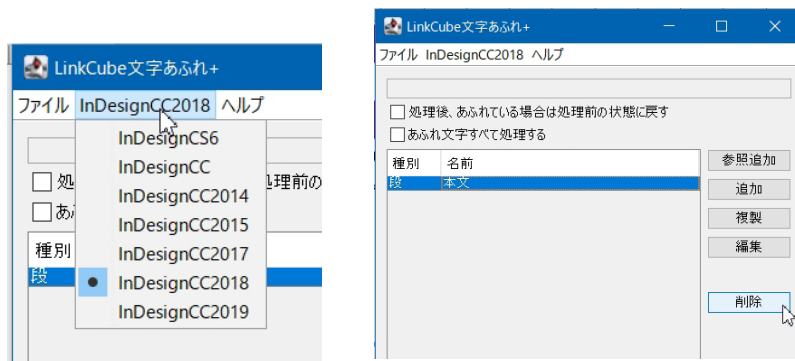 LinkCube文字あふれ+
ファイル InDesignCC2018 ヘルプ
InDesignCS6
InDesignCC
InDesignCC2014
InDesignCC2015
InDesignCC2017
InDesignCC2018
InDesignCC2019
処
理前の
あ
種別
段
LinkCube文字あふれ+
ファイル InDesignCC2018 ヘルプ
処理後、あふれている場合は処理前の状態に戻す
あふれ文字すべて処理する
種別 名前
段 本文
参照追加
追加
複製
編集
削除